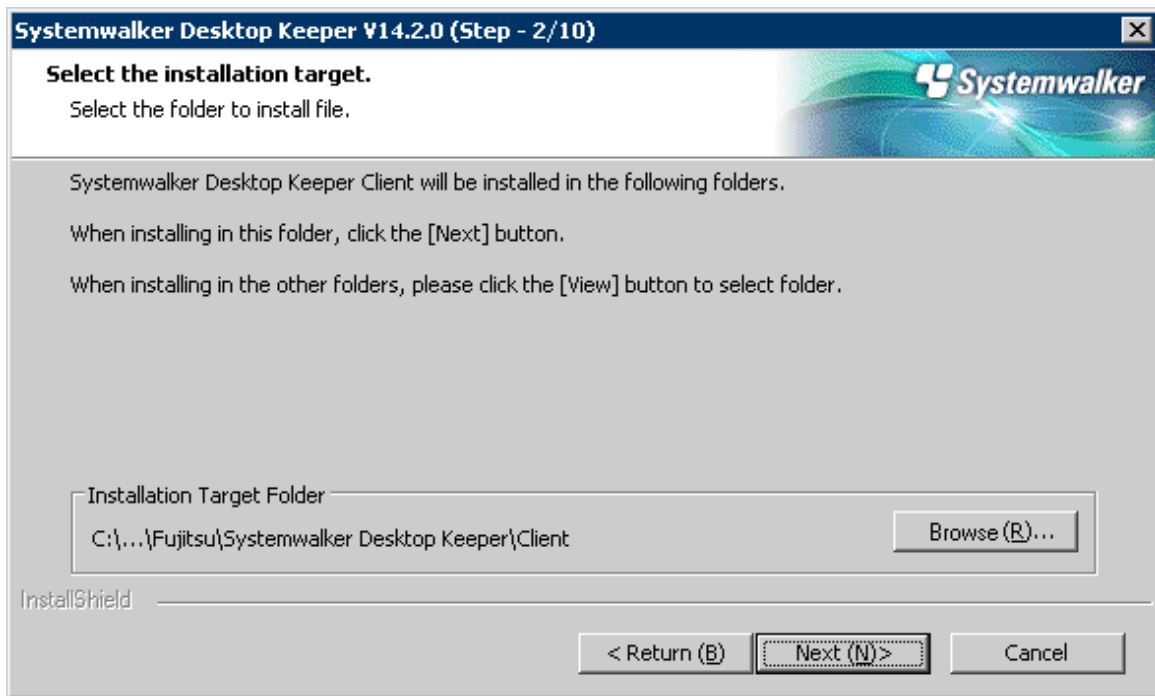 Systemwalker Desktop Keeper V14.2.0 (Step - 2/10)
Select the installation target.
Select the folder to install file.
Systemwalker
Systemwalker Desktop Keeper Client will be installed in the following folders.
When installing in this folder, click the [Next] button.
When installing in the other folders, please click the [View] button to select folder.
Installation Target Folder
C:\...\Fujitsu\Systemwalker Desktop Keeper\Client
Browse (R)...
InstallShield
< Return (B)
Next (N)>
Cancel